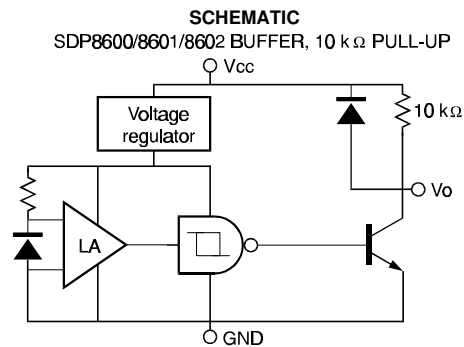 SCHEMATIC
SDP8600/8601/8602 BUFFER, 10 kΩ PULL-UP
Vcc
Voltage
regulator
10 kΩ
Vo
LA
GND